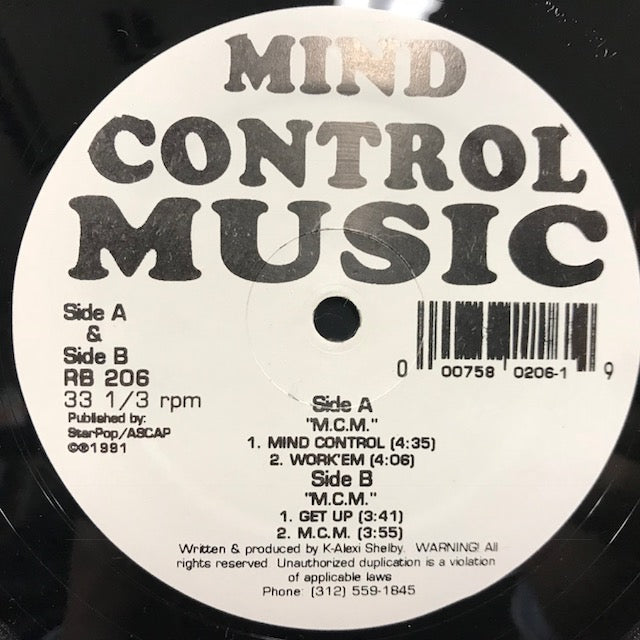 MIND
CONTROL
MUSIC
Side A
&
Side B
RB 206
33 1/3 rpm
Published by:
StarPop/ASCAP
©℗1991
0 00758 0206-1 9
Side A
"M.C.M."
1. MIND CONTROL (4:35)
2. WORK'EM (4:06)
Side B
"M.C.M."
1. GET UP (3:41)
2. M.C.M. (3:55)
Written & produced by K-Alexi Shelby. WARNING! All
rights reserved Unauthorized duplication is a violation
of applicable laws
Phone: (312) 559-1845